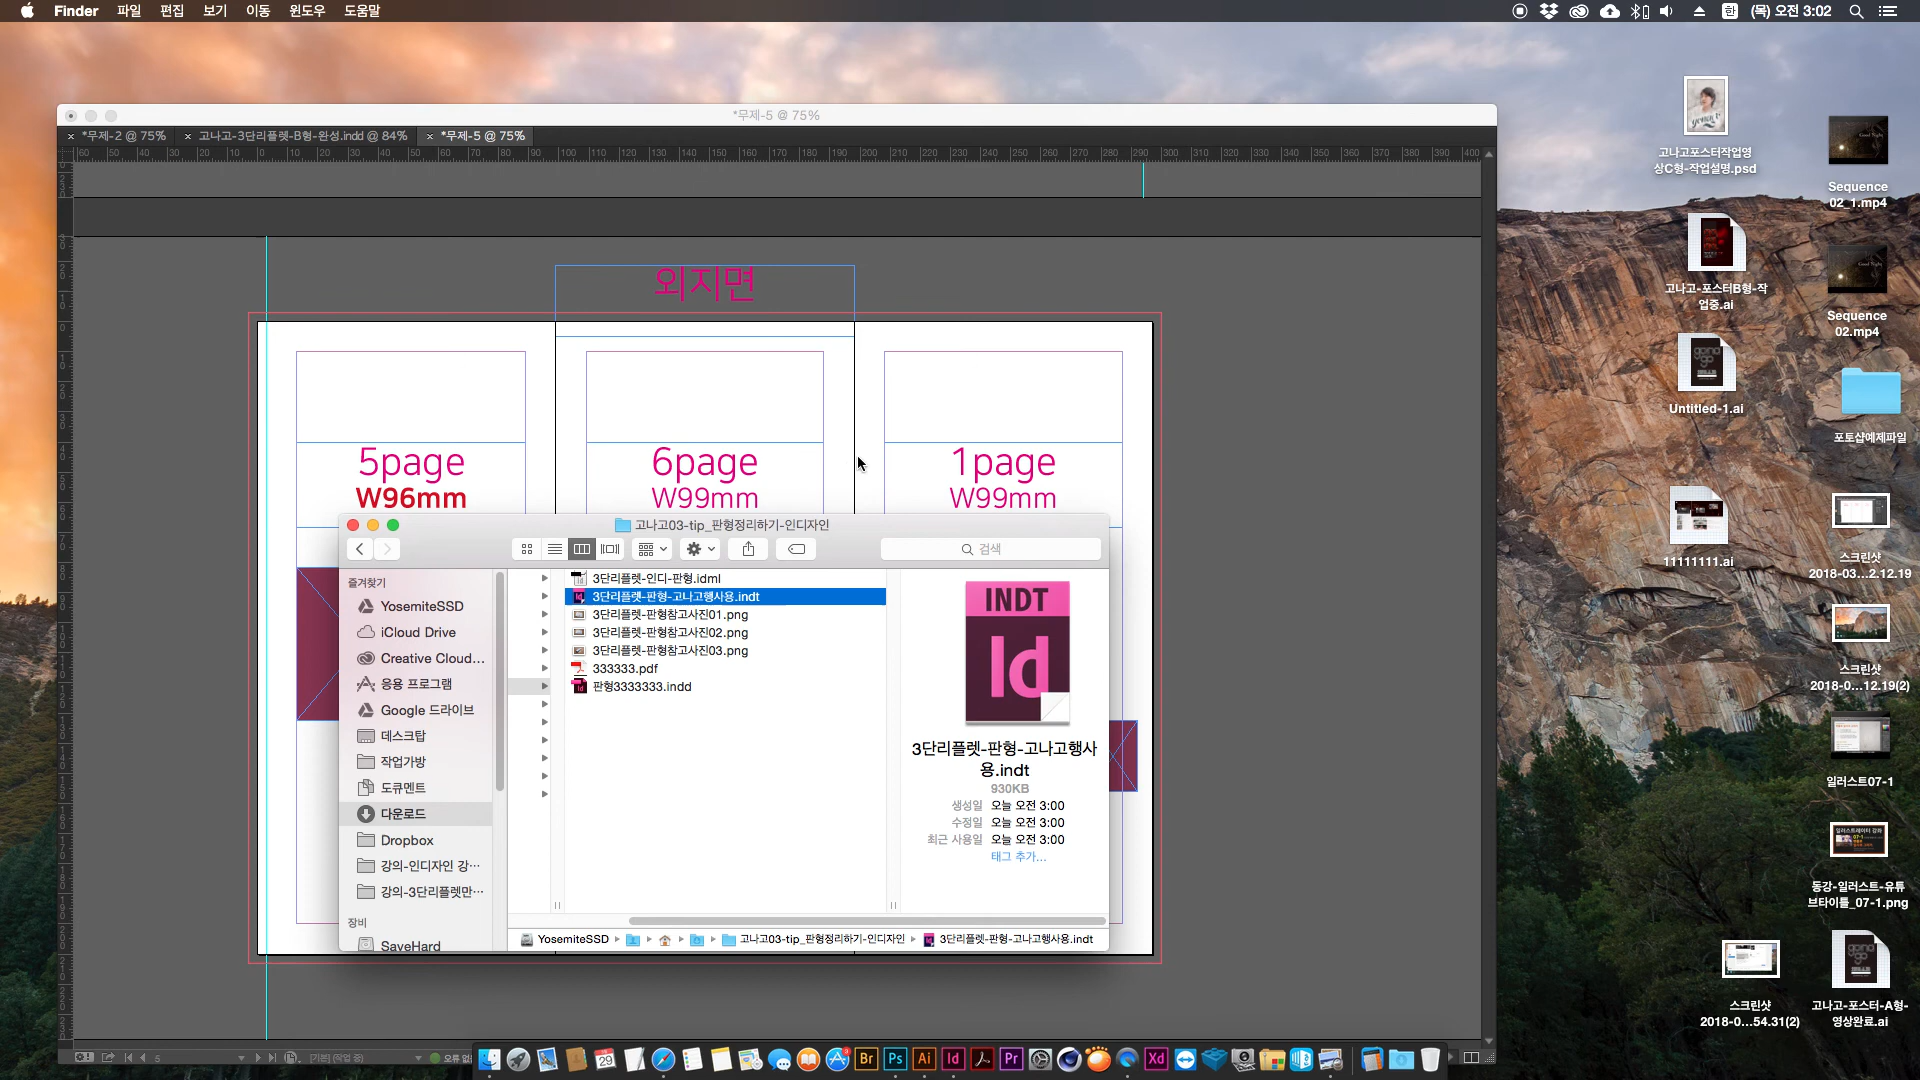 Finder 파일 편집 보기 이동 윈도우 도움말
한 (목) 오전 3:02
*무제-5 @ 75%
*무제-2 @ 75%
고나고-3단리플렛-B형-완성.indd @ 84%
*무제-5 @ 75%
외지면
5page
W96mm
6page
W99mm
1page
W99mm
고나고03-tip_판형정리하기-인디자인
검색
즐겨찾기
YosemiteSSD
iCloud Drive
Creative Cloud...
응용 프로그램
Google 드라이브
데스크탑
작업가방
도큐멘트
다운로드
Dropbox
강의-인디자인 강...
강의-3단리플렛만...
장비
SaveHard
3단리플렛-인디-판형.idml
3단리플렛-판형-고나고행사용.indt
3단리플렛-판형참고사진01.png
3단리플렛-판형참고사진02.png
3단리플렛-판형참고사진03.png
333333.pdf
판형3333333.indd
INDT
Id
3단리플렛-판형-고나고행사
용.indt
930KB
생성일 오늘 오전 3:00
수정일 오늘 오전 3:00
최근 사용일 오늘 오전 3:00
태그 추가...
YosemiteSSD
고나고03-tip_판형정리하기-인디자인
3단리플렛-판형-고나고행사용.indt
5
[기본] (작업 중)
오류 없음
Br Ps Ai Id Pr Xd
고나고포스터작업영
상C형-작업설명.psd
Sequence
02_1.mp4
고나고-포스터B형-작
업중.ai
Sequence
02.mp4
Untitled-1.ai
포토샵예제파일
11111111.ai
스크린샷
2018-03...2.12.19
스크린샷
2018-0...12.19(2)
일러스트07-1
동강-일러스트-유튜
브타이틀_07-1.png
스크린샷
2018-0...54.31(2)
고나고-포스터-A형-
영상완료.ai